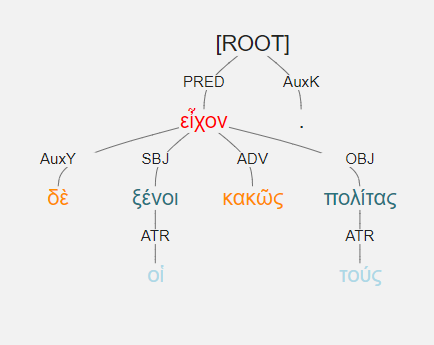 [ROOT]
PRED AuxK
εἶχον .
AuxY SBJ ADV OBJ
δὲ ξένοι κακῶς πολίτας
ATR ATR
οἱ τούς